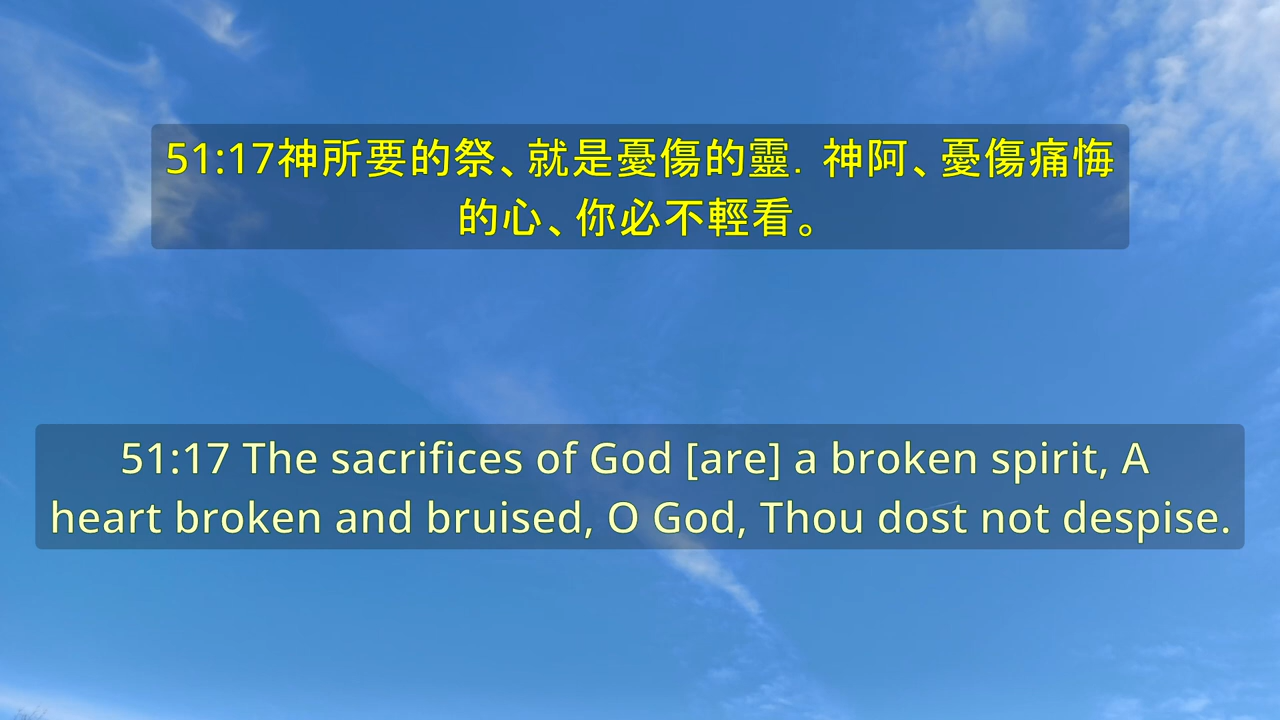 51:17神所要的祭、就是憂傷的靈．神阿、憂傷痛悔
的心、你必不輕看。
51:17 The sacrifices of God [are] a broken spirit, A
heart broken and bruised, O God, Thou dost not despise.